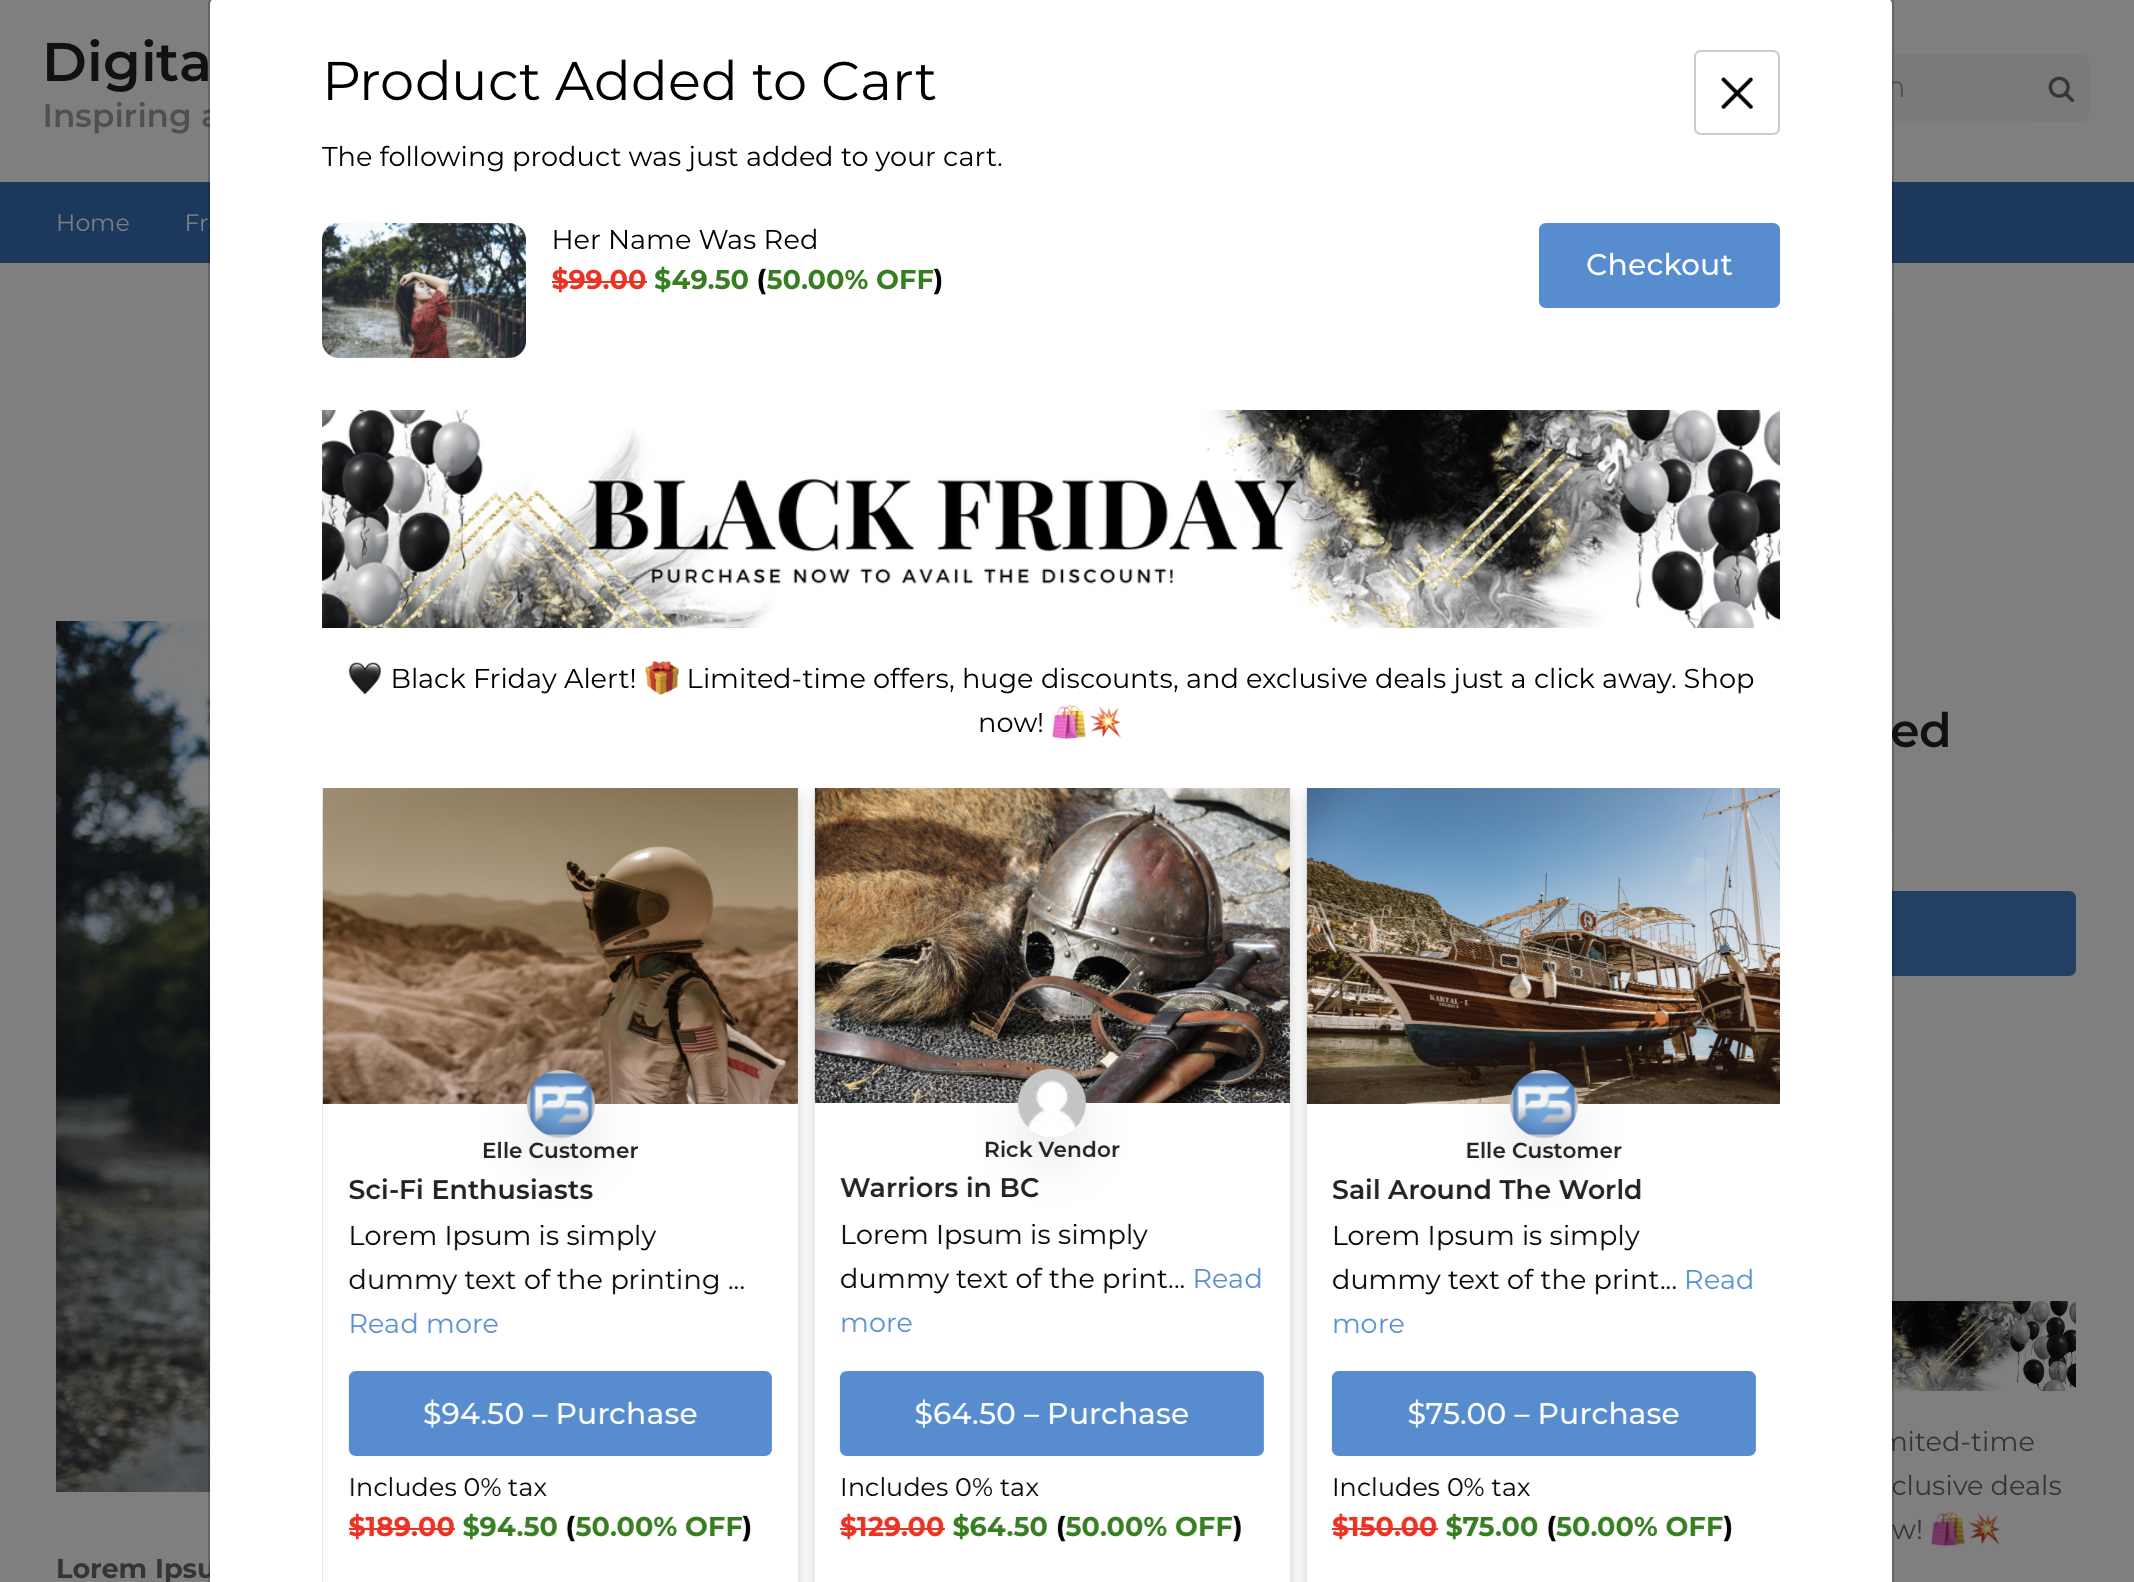 Digita
Inspiring
Home
Fr
Product Added to Cart
The following product was just added to your cart.
Her Name Was Red
$99.00 $49.50 (50.00% OFF)
Checkout
BLACK FRIDAY
PURCHASE NOW TO AVAIL THE DISCOUNT!
🖤 Black Friday Alert! 🎁 Limited-time offers, huge discounts, and exclusive deals just a click away. Shop
now! 🛍️💥
ed
KARTAL - I
PS
Elle Customer
Sci-Fi Enthusiasts
Lorem Ipsum is simply
dummy text of the printing ...
Read more
$94.50 – Purchase
Includes 0% tax
$189.00 $94.50 (50.00% OFF)
Rick Vendor
Warriors in BC
Lorem Ipsum is simply
dummy text of the print... Read
more
$64.50 – Purchase
Includes 0% tax
$129.00 $64.50 (50.00% OFF)
PS
Elle Customer
Sail Around The World
Lorem Ipsum is simply
dummy text of the print... Read
more
$75.00 – Purchase
Includes 0% tax
$150.00 $75.00 (50.00% OFF)
mited-time
clusive deals
w! 🛍️💥
Lorem Ipsu